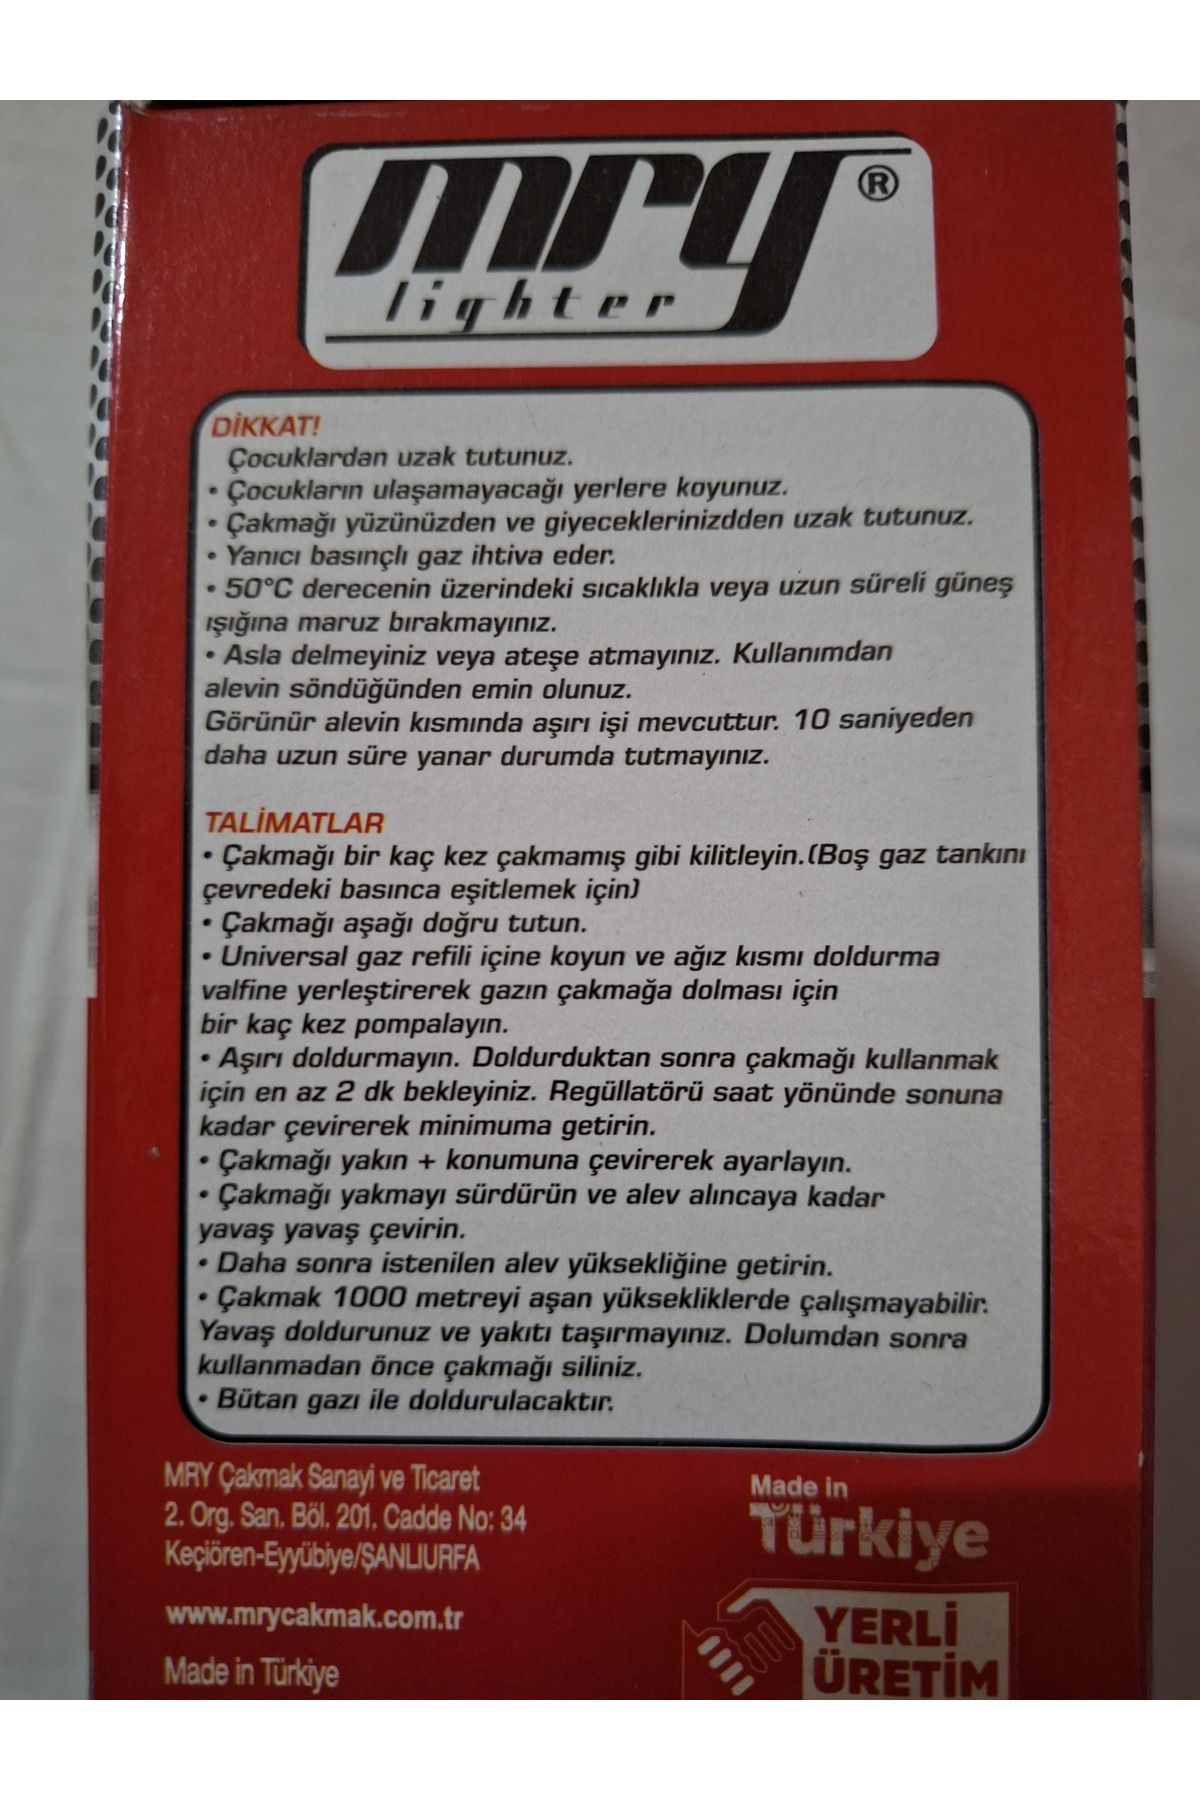 mry®
lighter
DİKKAT!
Çocuklardan uzak tutunuz.
• Çocukların ulaşamayacağı yerlere koyunuz.
• Çakmağı yüzünüzden ve giyeceklerinizdden uzak tutunuz.
• Yanıcı basınçlı gaz ihtiva eder.
• 50°C derecenin üzerindeki sıcaklıkla veya uzun süreli güneş
ışığına maruz bırakmayınız.
• Asla delmeyiniz veya ateşe atmayınız. Kullanımdan
alevin söndüğünden emin olunuz.
Görünür alevin kısmında aşırı işi mevcuttur. 10 saniyeden
daha uzun süre yanar durumda tutmayınız.
TALİMATLAR
• Çakmağı bir kaç kez çakmamış gibi kilitleyin.(Boş gaz tankını
çevredeki basınca eşitlemek için)
• Çakmağı aşağı doğru tutun.
• Universal gaz refili içine koyun ve ağız kısmı doldurma
valfine yerleştirerek gazın çakmağa dolması için
bir kaç kez pompalayın.
• Aşırı doldurmayın. Doldurduktan sonra çakmağı kullanmak
için en az 2 dk bekleyiniz. Regüllatörü saat yönünde sonuna
kadar çevirerek minimuma getirin.
• Çakmağı yakın + konumuna çevirerek ayarlayın.
• Çakmağı yakmayı sürdürün ve alev alıncaya kadar
yavaş yavaş çevirin.
• Daha sonra istenilen alev yüksekliğine getirin.
• Çakmak 1000 metreyi aşan yüksekliklerde çalışmayabilir.
Yavaş doldurunuz ve yakıtı taşırmayınız. Dolumdan sonra
kullanmadan önce çakmağı siliniz.
• Bütan gazı ile doldurulacaktır.
MRY Çakmak Sanayi ve Ticaret
2. Org. San. Böl. 201. Cadde No: 34
Keçiören-Eyyübiye/ŞANLIURFA
www.mrycakmak.com.tr
Made in Türkiye
Made in
Türkiye
YERLİ
ÜRETİM